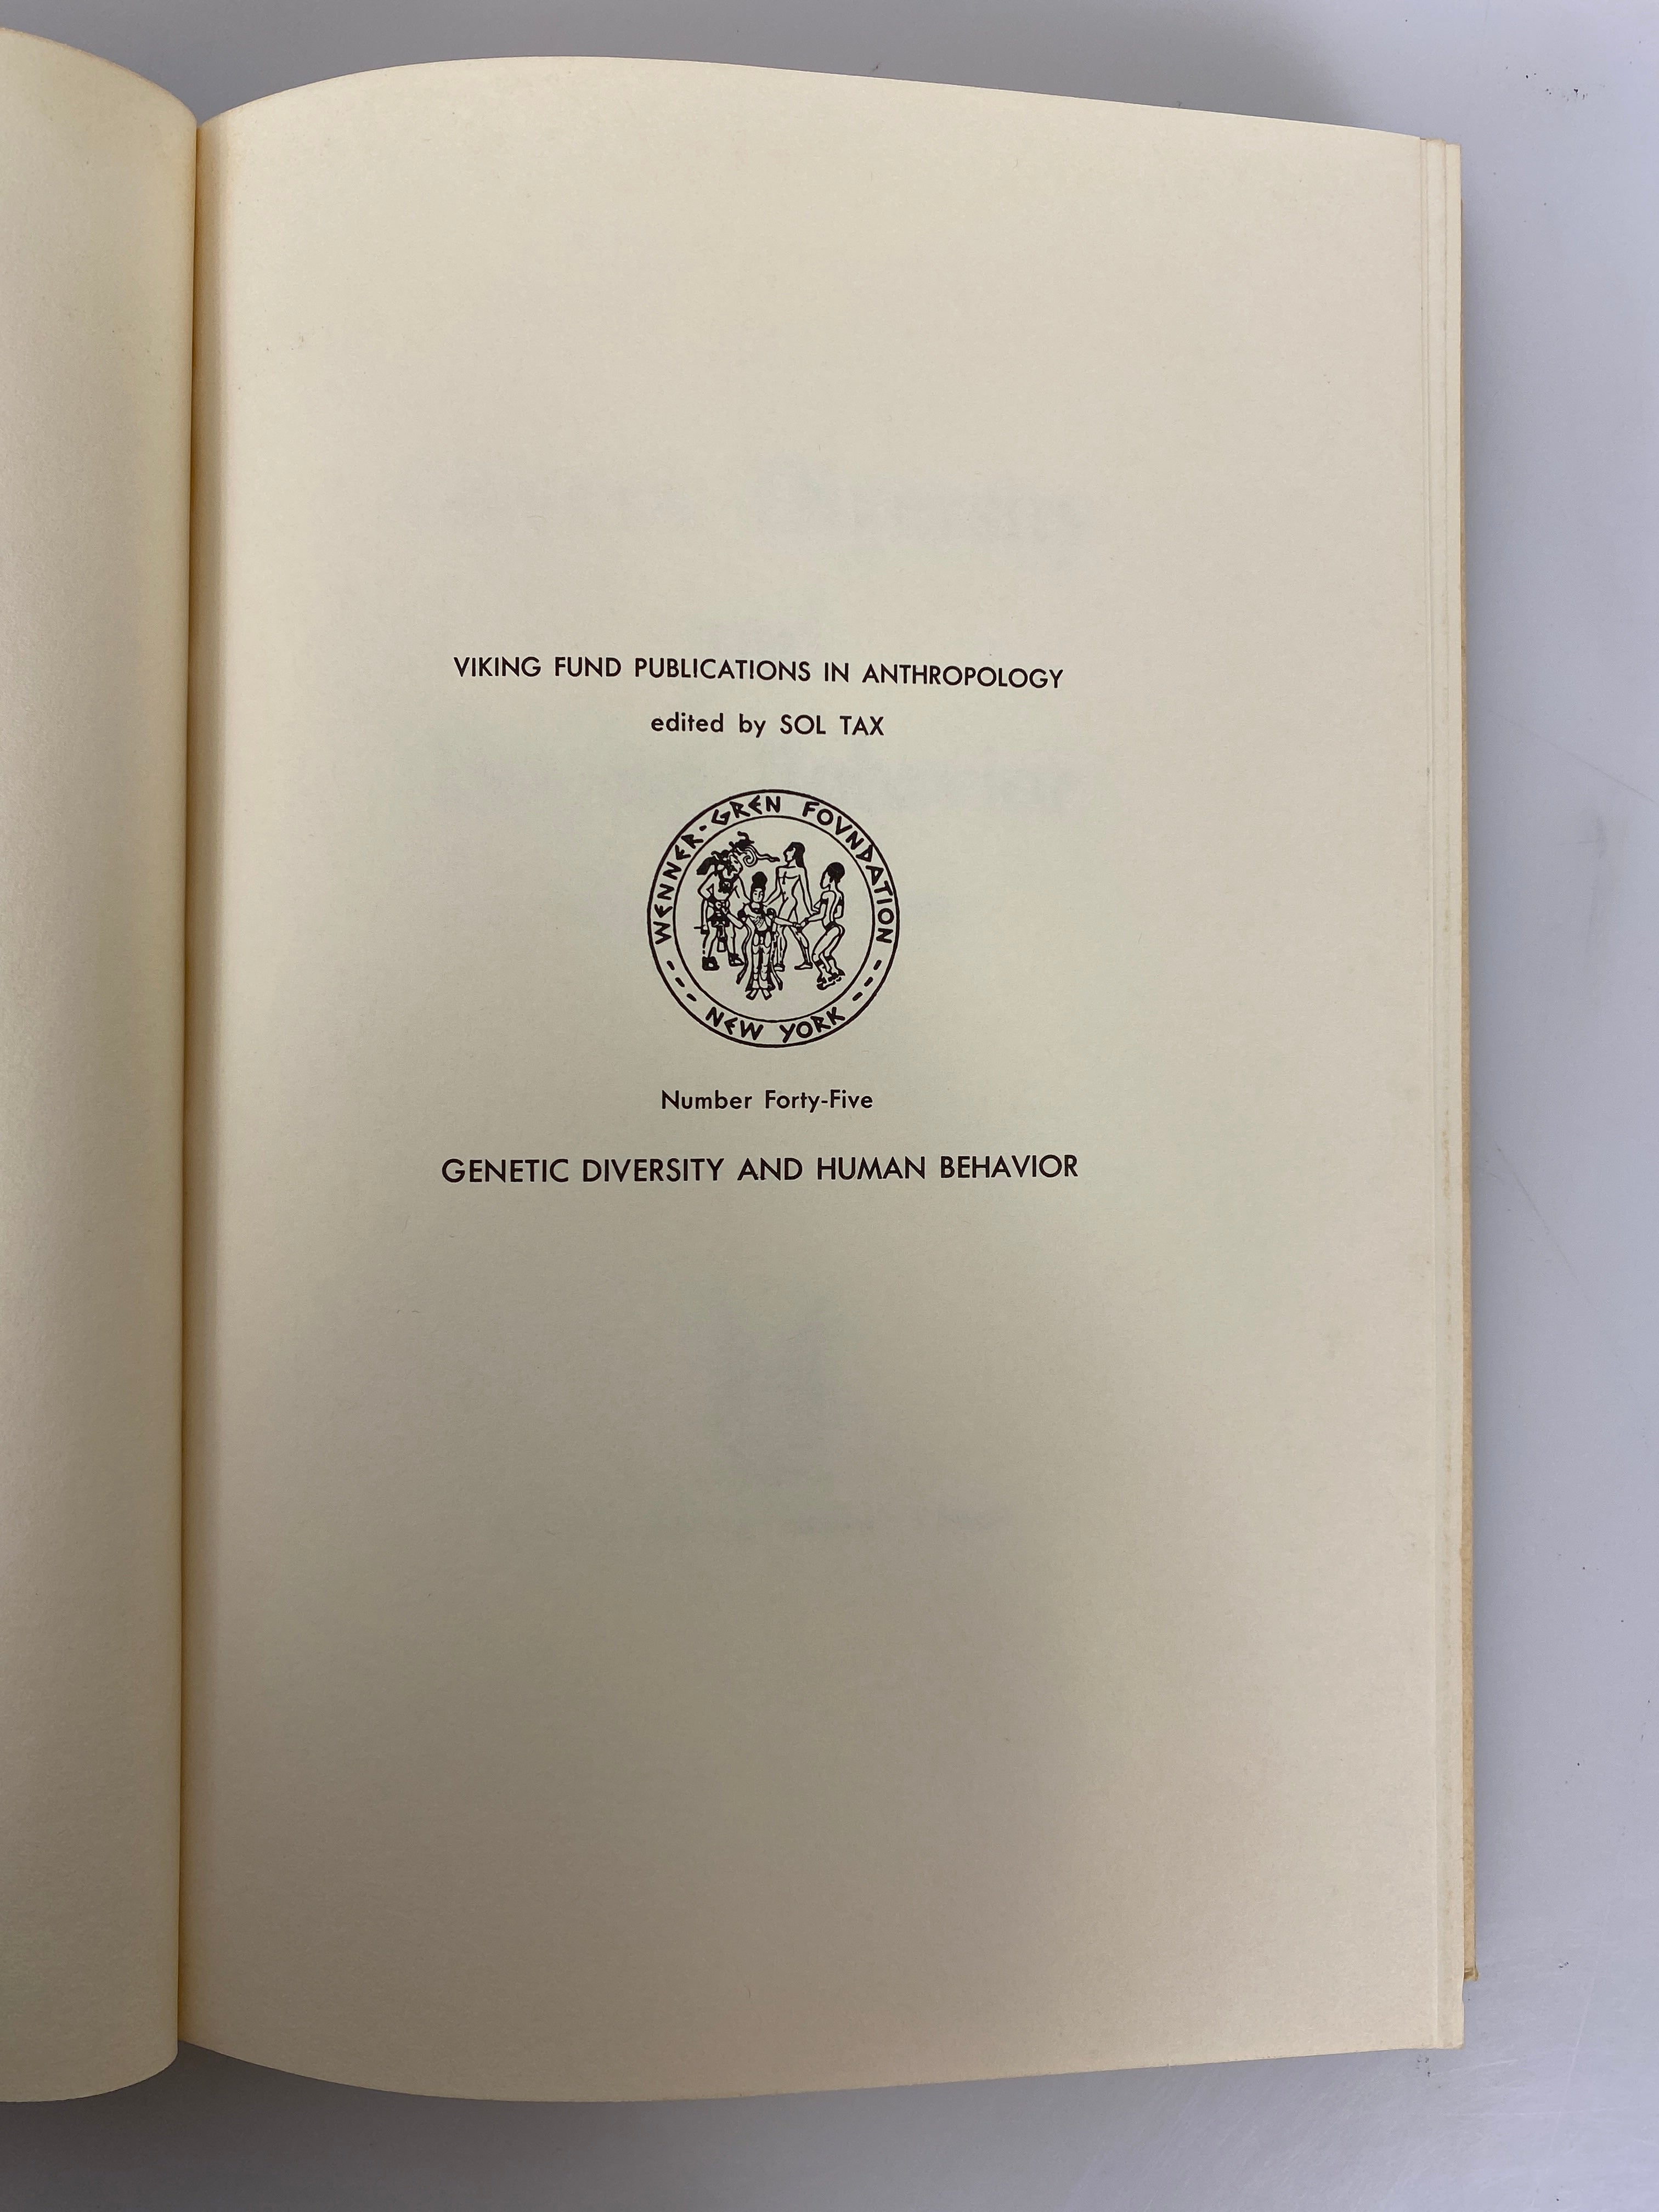 VIKING FUND PUBLICATIONS IN ANTHROPOLOGY
edited by SOL TAX
WENNER-GREN FOVNDATION
NEW YORK
Number Forty-Five
GENETIC DIVERSITY AND HUMAN BEHAVIOR